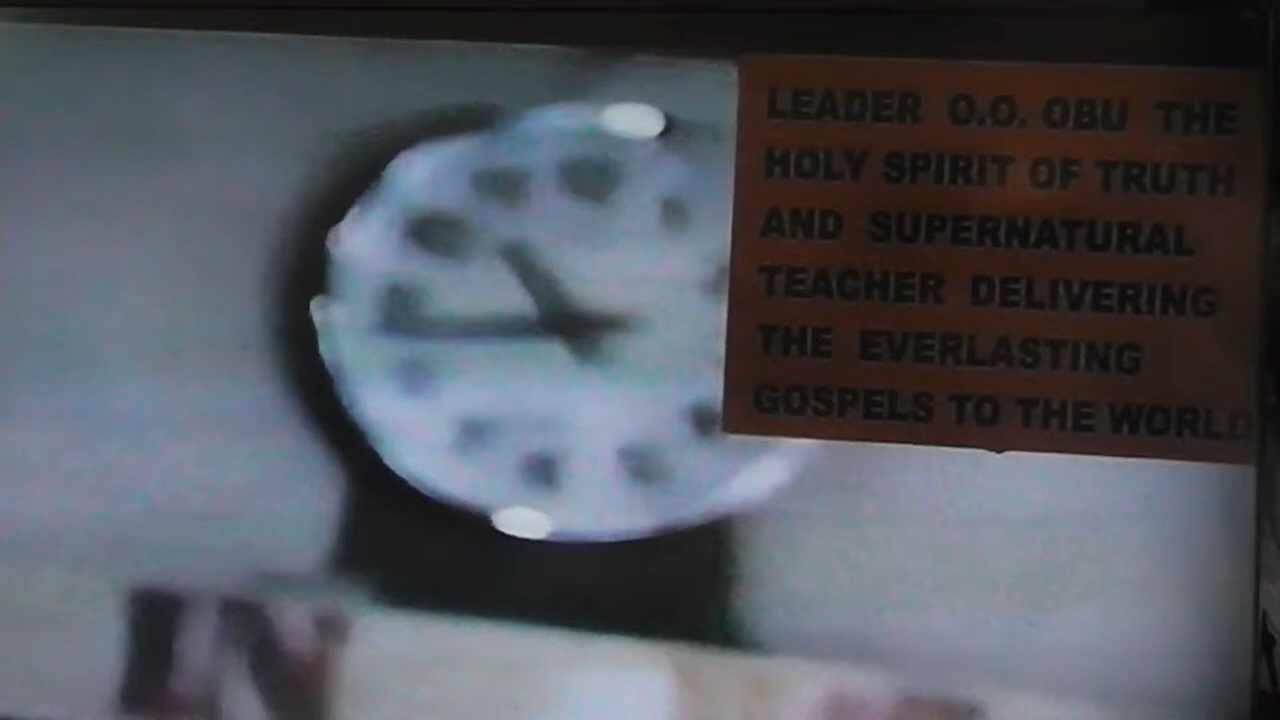 LEADER O.O. OBU THE
HOLY SPIRIT OF TRUTH
AND SUPERNATURAL
TEACHER DELIVERING
THE EVERLASTING
GOSPELS TO THE WORLD